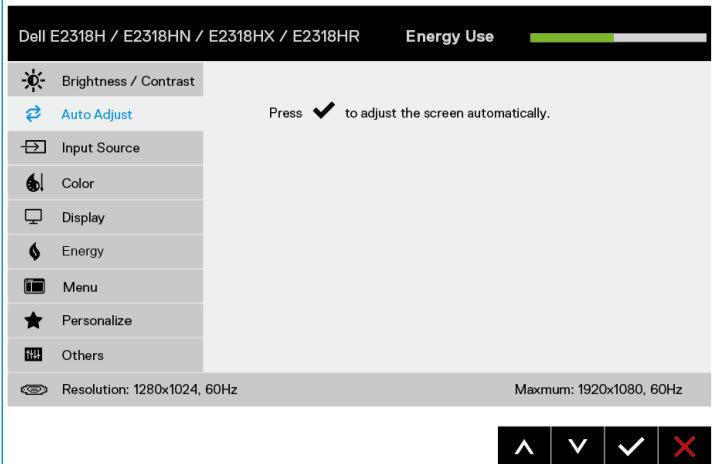 Dell E2318H / E2318HN / E2318HX / E2318HR Energy Use
Brightness / Contrast
Auto Adjust
Press to adjust the screen automatically.
Input Source
Color
Display
Energy
Menu
Personalize
Others
Resolution: 1280x1024, 60Hz Maxmum: 1920x1080, 60Hz